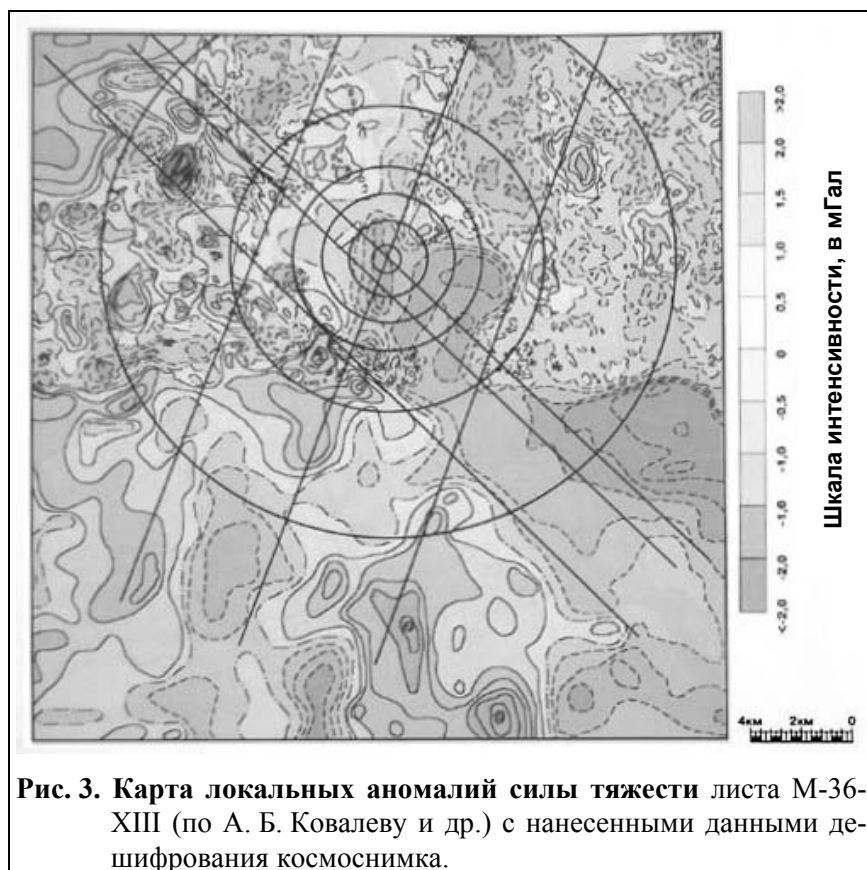 >2,0
2,0
1,5
1,0
0,5
0
-0,5
-1,0
-1,0
-2,0
<-2,0
Шкала интенсивности, в мГал
4км 2км 0
Рис. 3. Карта локальных аномалий силы тяжести листа М-36-
XIII (по А. Б. Ковалеву и др.) с нанесенными данными де-
шифрования космоснимка.